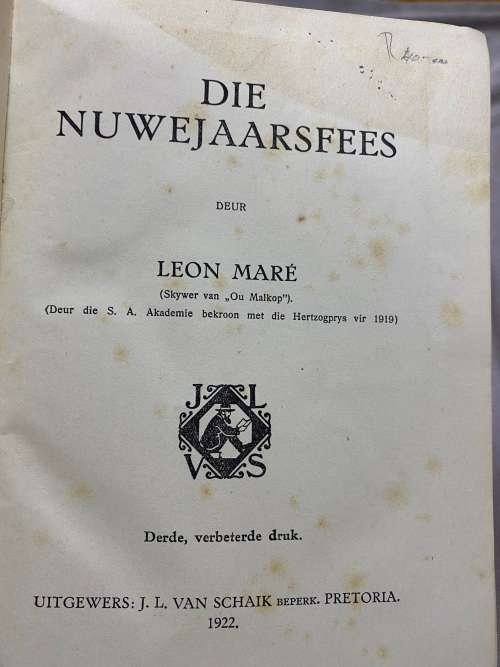 DIE
NUWEJAARSFEES
DEUR
LEON MARÉ
(Skywer van „Ou Malkop").
(Deur die S. A. Akademie bekroon met die Hertzogprys vir 1919)
J L
V S
Derde, verbeterde druk.
UITGEWERS: J. L. VAN SCHAIK BEPERK. PRETORIA.
1922.